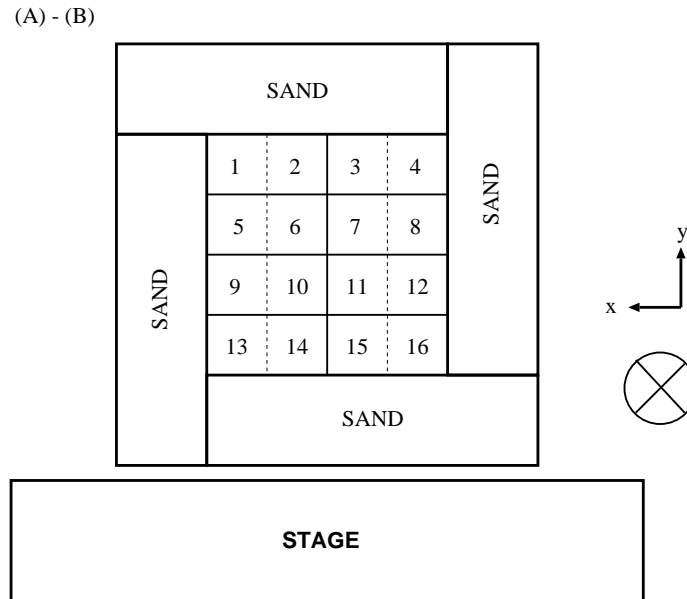 (A) - (B)
SAND
SAND
1 2 3 4
5 6 7 8
9 10 11 12
13 14 15 16
SAND
SAND
y
x
STAGE